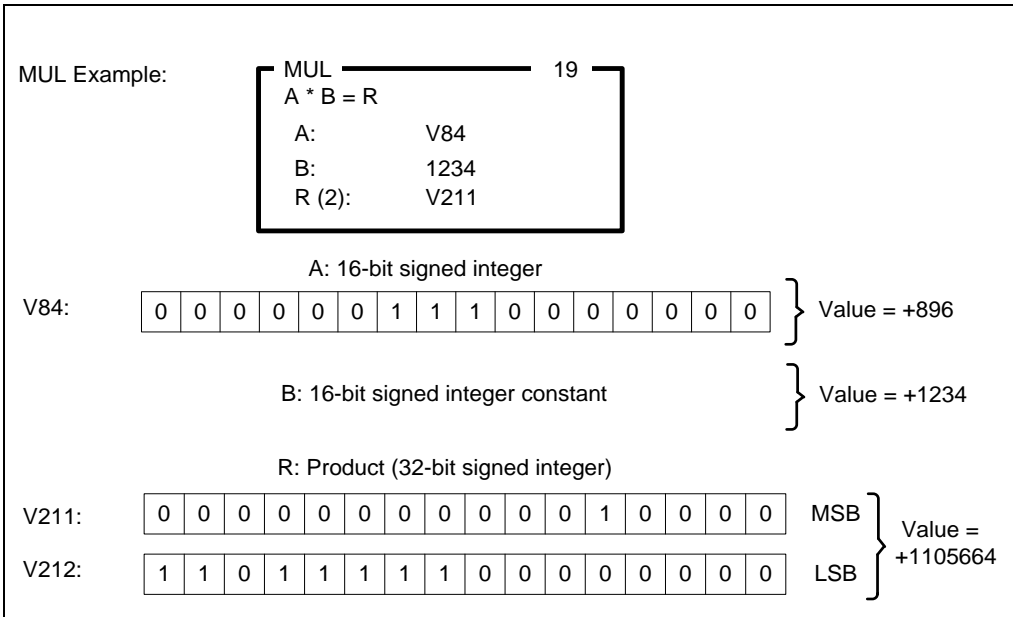 MUL Example:
MUL 19
A * B = R
A: V84
B: 1234
R (2): V211
A: 16-bit signed integer
V84: 0 0 0 0 0 0 1 1 1 0 0 0 0 0 0 0 Value = +896
B: 16-bit signed integer constant Value = +1234
R: Product (32-bit signed integer)
V211: 0 0 0 0 0 0 0 0 0 0 0 1 0 0 0 0 MSB
V212: 1 1 0 1 1 1 1 1 0 0 0 0 0 0 0 0 LSB
Value =
+1105664